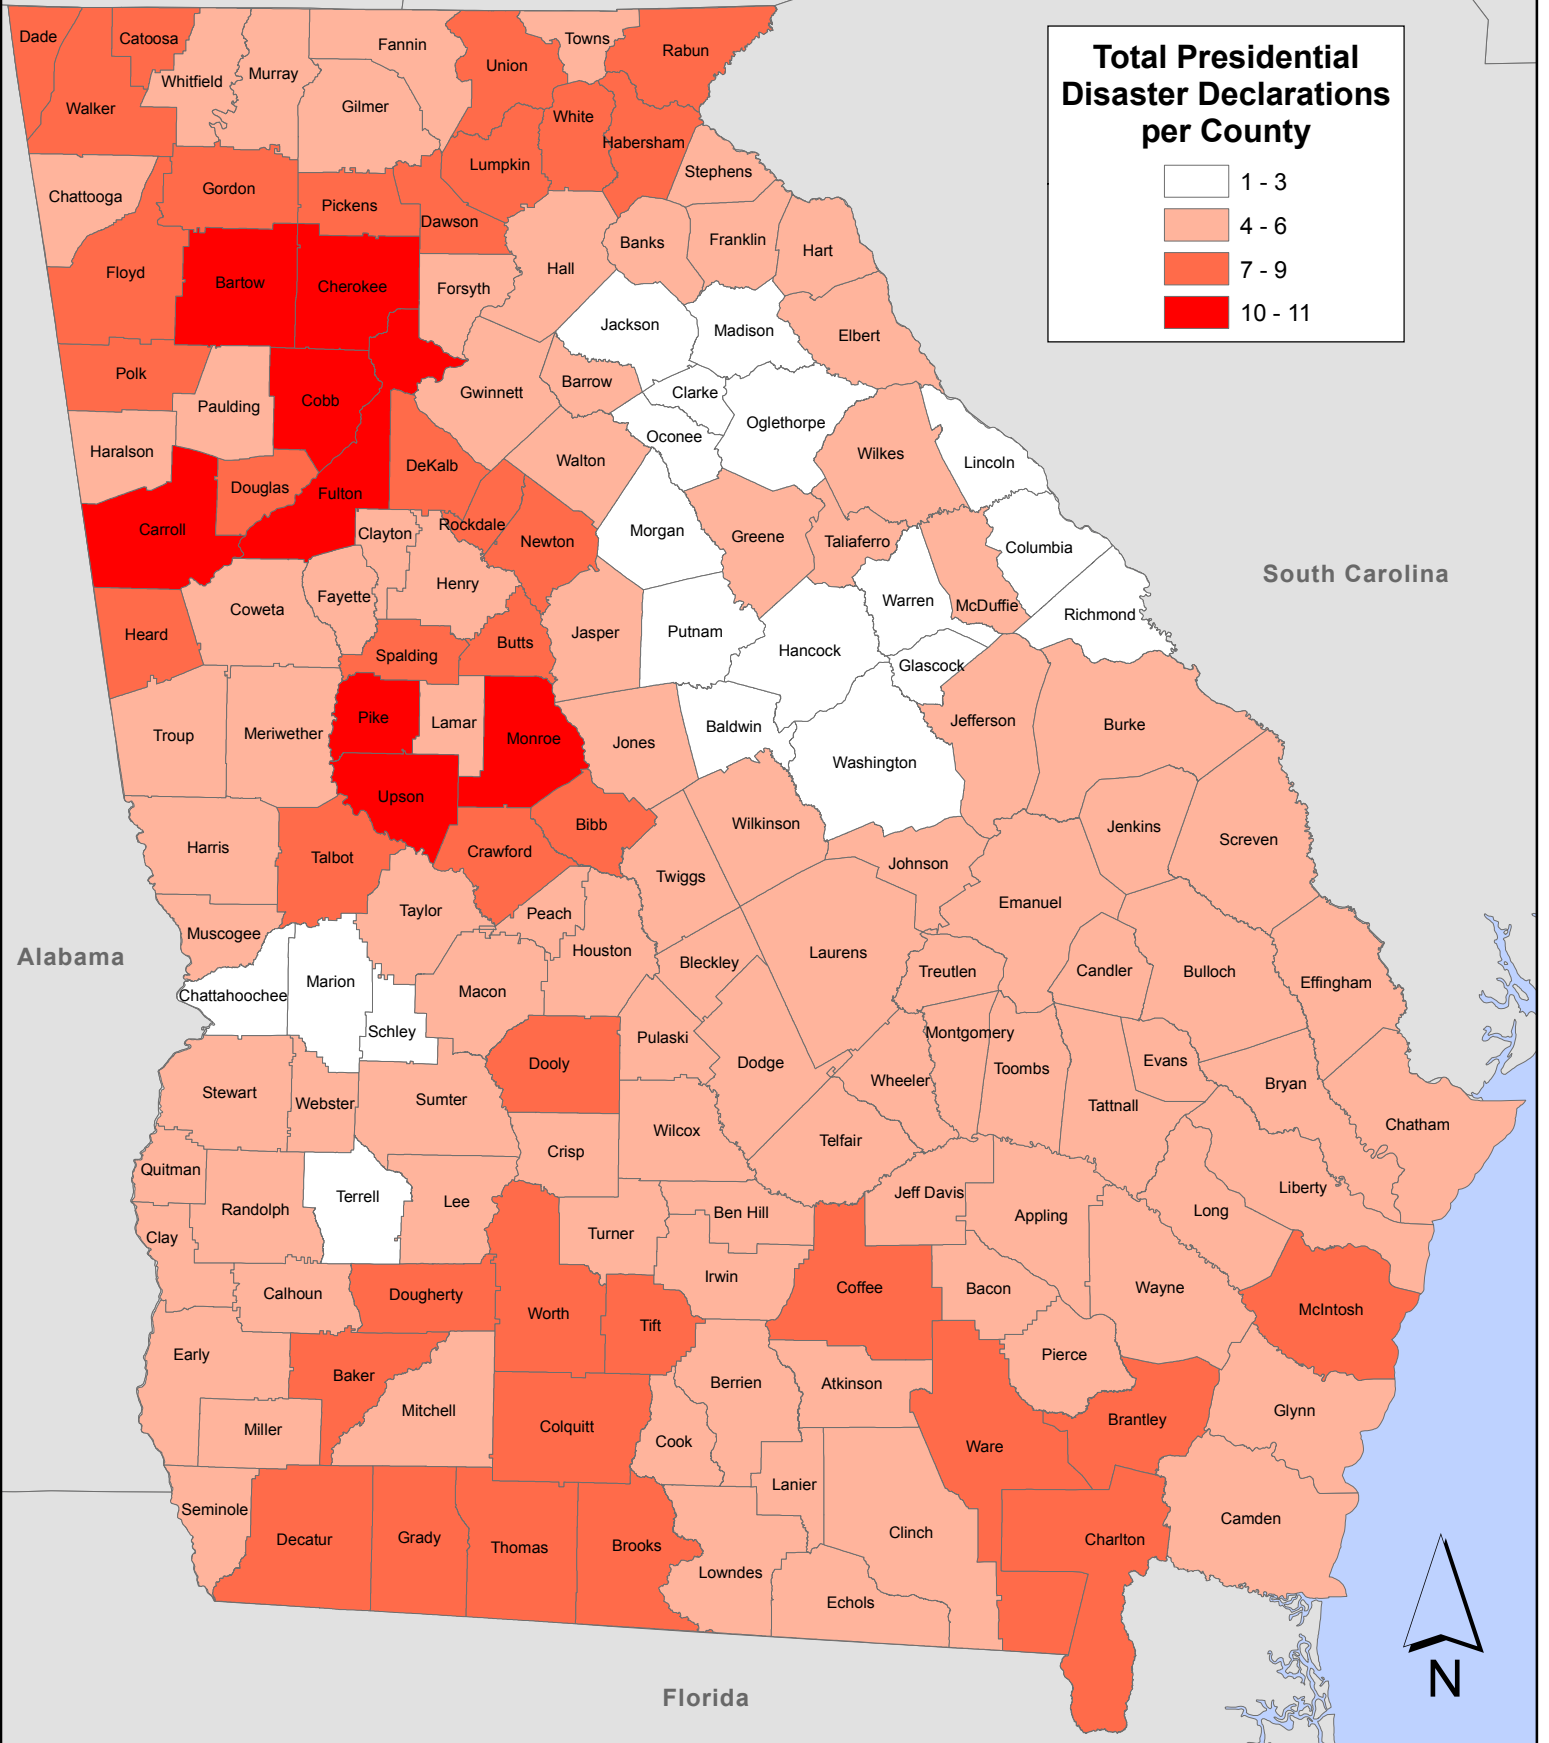 Total Presidential
Disaster Declarations
per County
1 - 3
4 - 6
7 - 9
10 - 11
Dade
Catoosa
Whitfield
Murray
Fannin
Union
Towns
Rabun
Walker
Gilmer
White
Habersham
Lumpkin
Stephens
Chattooga
Gordon
Pickens
Dawson
Banks
Franklin
Hart
Floyd
Bartow
Cherokee
Forsyth
Hall
Jackson
Madison
Elbert
Polk
Paulding
Cobb
Gwinnett
Barrow
Clarke
Oglethorpe
Oconee
Haralson
Walton
Wilkes
Lincoln
DeKalb
Douglas
Fulton
Carroll
Clayton
Rockdale
Newton
Morgan
Greene
Taliaferro
Columbia
South Carolina
Henry
Fayette
Coweta
Warren
McDuffie
Richmond
Heard
Spalding
Butts
Jasper
Putnam
Hancock
Glascock
Troup
Meriwether
Pike
Lamar
Monroe
Jones
Baldwin
Jefferson
Burke
Washington
Upson
Bibb
Wilkinson
Jenkins
Screven
Harris
Talbot
Crawford
Twiggs
Johnson
Emanuel
Taylor
Peach
Muscogee
Houston
Laurens
Alabama
Bleckley
Treutlen
Candler
Bulloch
Effingham
Chattahoochee
Marion
Macon
Schley
Montgomery
Pulaski
Dooly
Dodge
Wheeler
Toombs
Evans
Bryan
Stewart
Webster
Sumter
Tattnall
Chatham
Wilcox
Telfair
Crisp
Quitman
Terrell
Lee
Randolph
Jeff Davis
Liberty
Clay
Turner
Ben Hill
Appling
Long
Calhoun
Dougherty
Irwin
Coffee
Bacon
Wayne
Worth
Tift
McIntosh
Early
Baker
Pierce
Berrien
Atkinson
Miller
Mitchell
Colquitt
Cook
Ware
Brantley
Glynn
Seminole
Lanier
Decatur
Grady
Thomas
Brooks
Clinch
Charlton
Camden
Lowndes
Echols
Florida
N